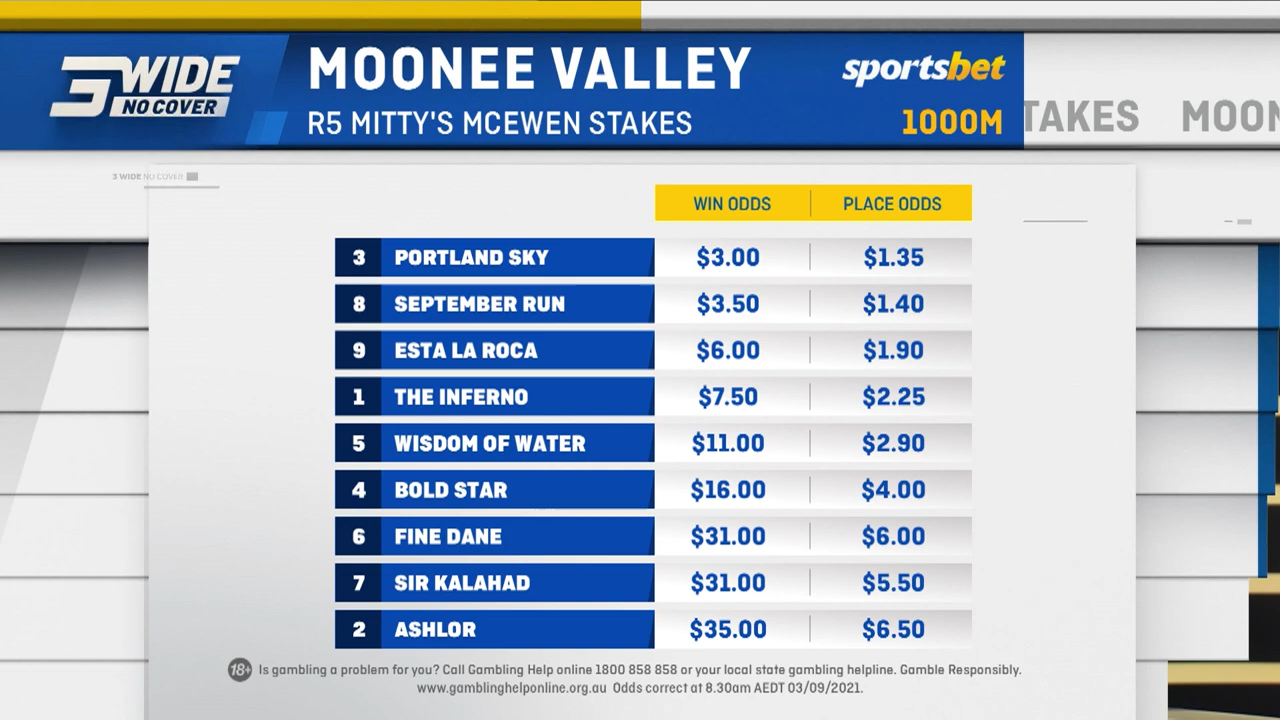 3 WIDE
NO COVER
MOONEE VALLEY
sportsbet
R5 MITTY'S MCEWEN STAKES
1000M
TAKES MOON
3 WIDE NO COVER
WIN ODDS PLACE ODDS
3 PORTLAND SKY $3.00 $1.35
8 SEPTEMBER RUN $3.50 $1.40
9 ESTA LA ROCA $6.00 $1.90
1 THE INFERNO $7.50 $2.25
5 WISDOM OF WATER $11.00 $2.90
4 BOLD STAR $16.00 $4.00
6 FINE DANE $31.00 $6.00
7 SIR KALAHAD $31.00 $5.50
2 ASHLOR $35.00 $6.50
18+ Is gambling a problem for you? Call Gambling Help online 1800 858 858 or your local state gambling helpline. Gamble Responsibly.
www.gamblinghelponline.org.au Odds correct at 8.30am AEDT 03/09/2021.